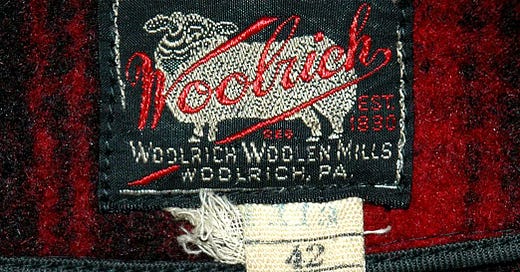 Woolrich
EST.
1830
REG
WOOLRICH WOOLEN MILLS
WOOLRICH, PA.
42